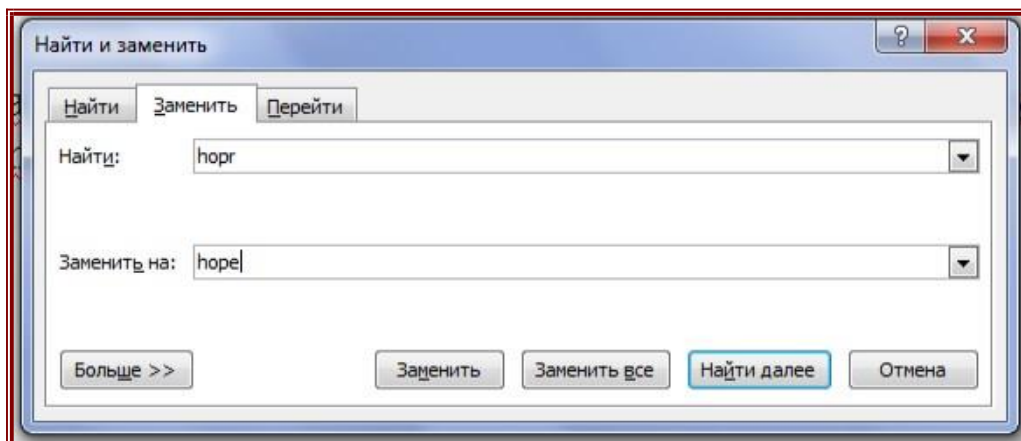 Найти и заменить
Найти Заменить Перейти
Найти: hopr
Заменить на: hope
Больше >> Заменить Заменить все Найти далее Отмена